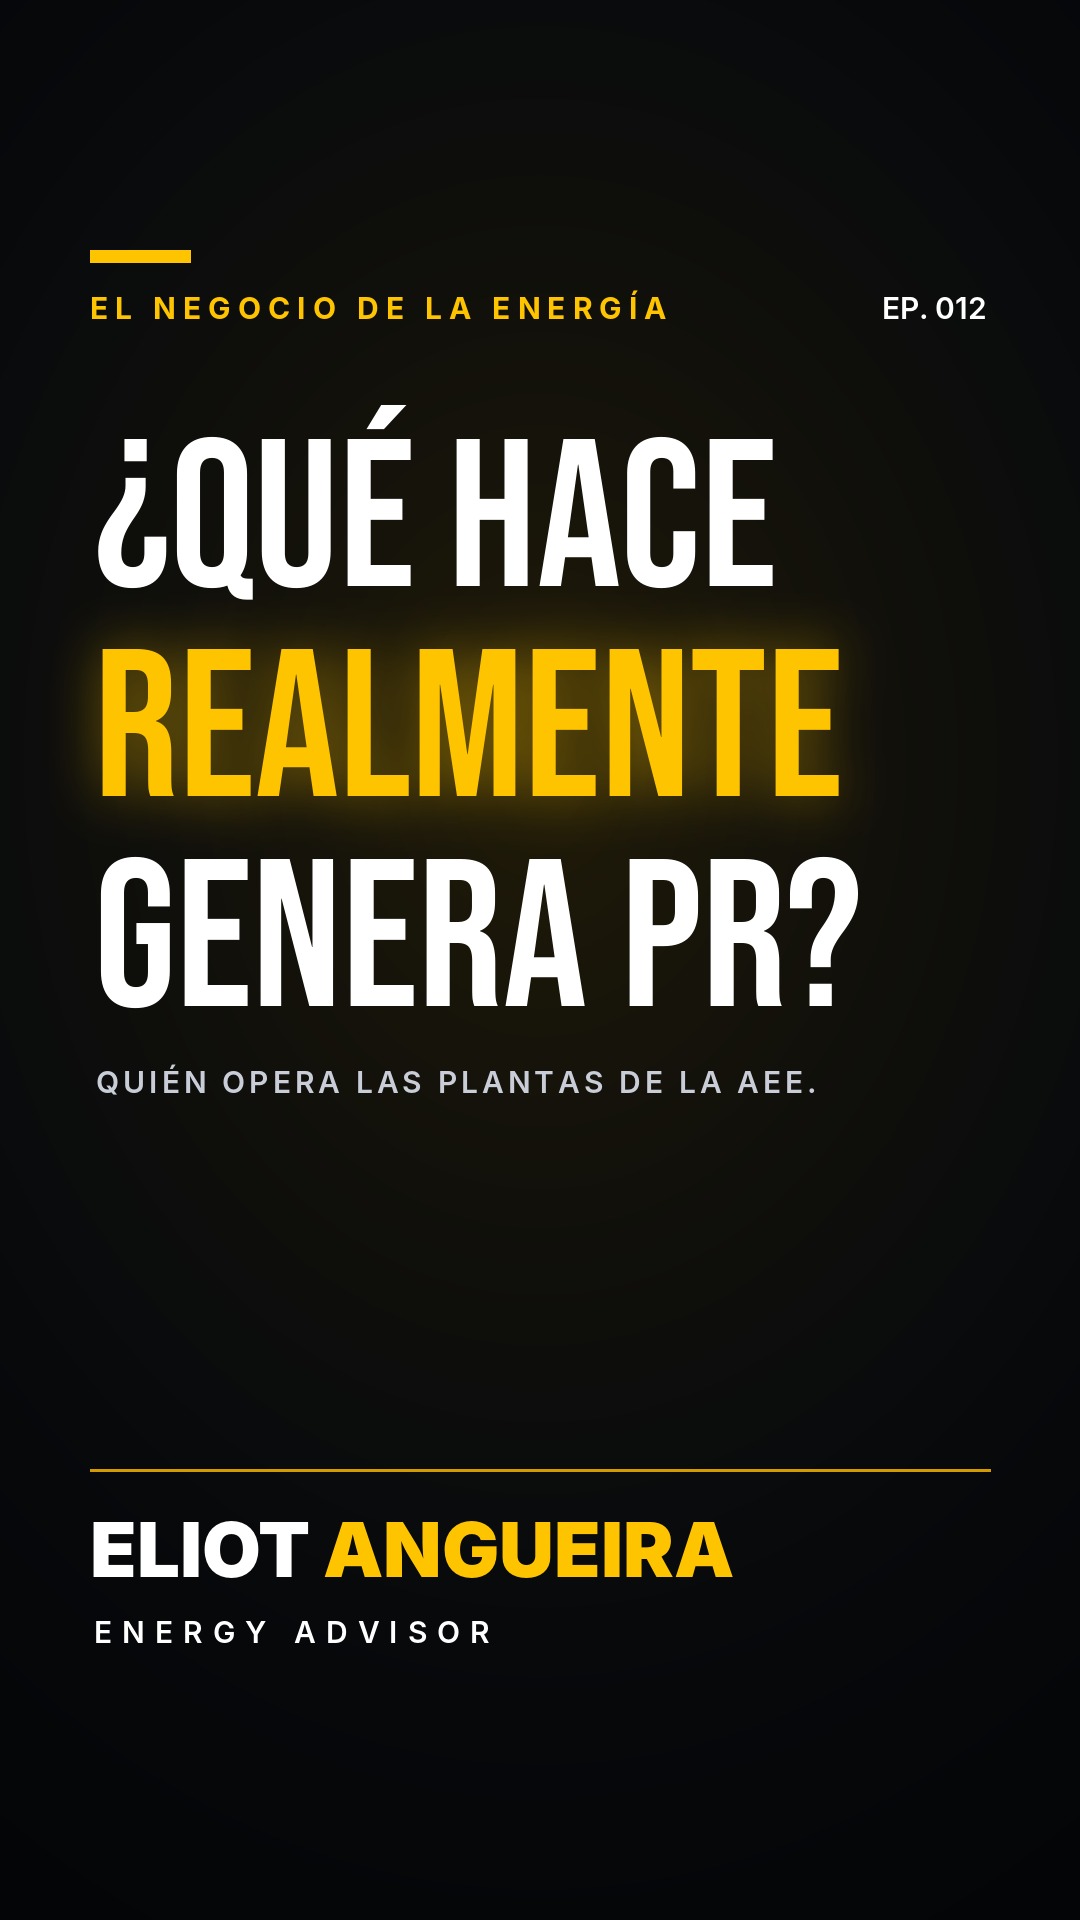 EL NEGOCIO DE LA ENERGÍA
EP. 012
¿QUÉ HACE
REALMENTE
GENERA PR?
QUIÉN OPERA LAS PLANTAS DE LA AEE.
ELIOT ANGUEIRA
ENERGY ADVISOR